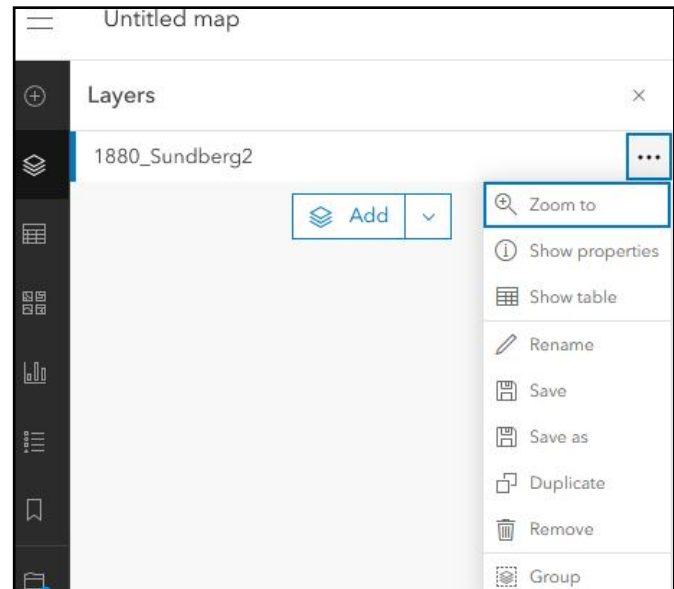 Untitled map
Layers
1880_Sundberg2
Add
Zoom to
Show properties
Show table
Rename
Save
Save as
Duplicate
Remove
Group